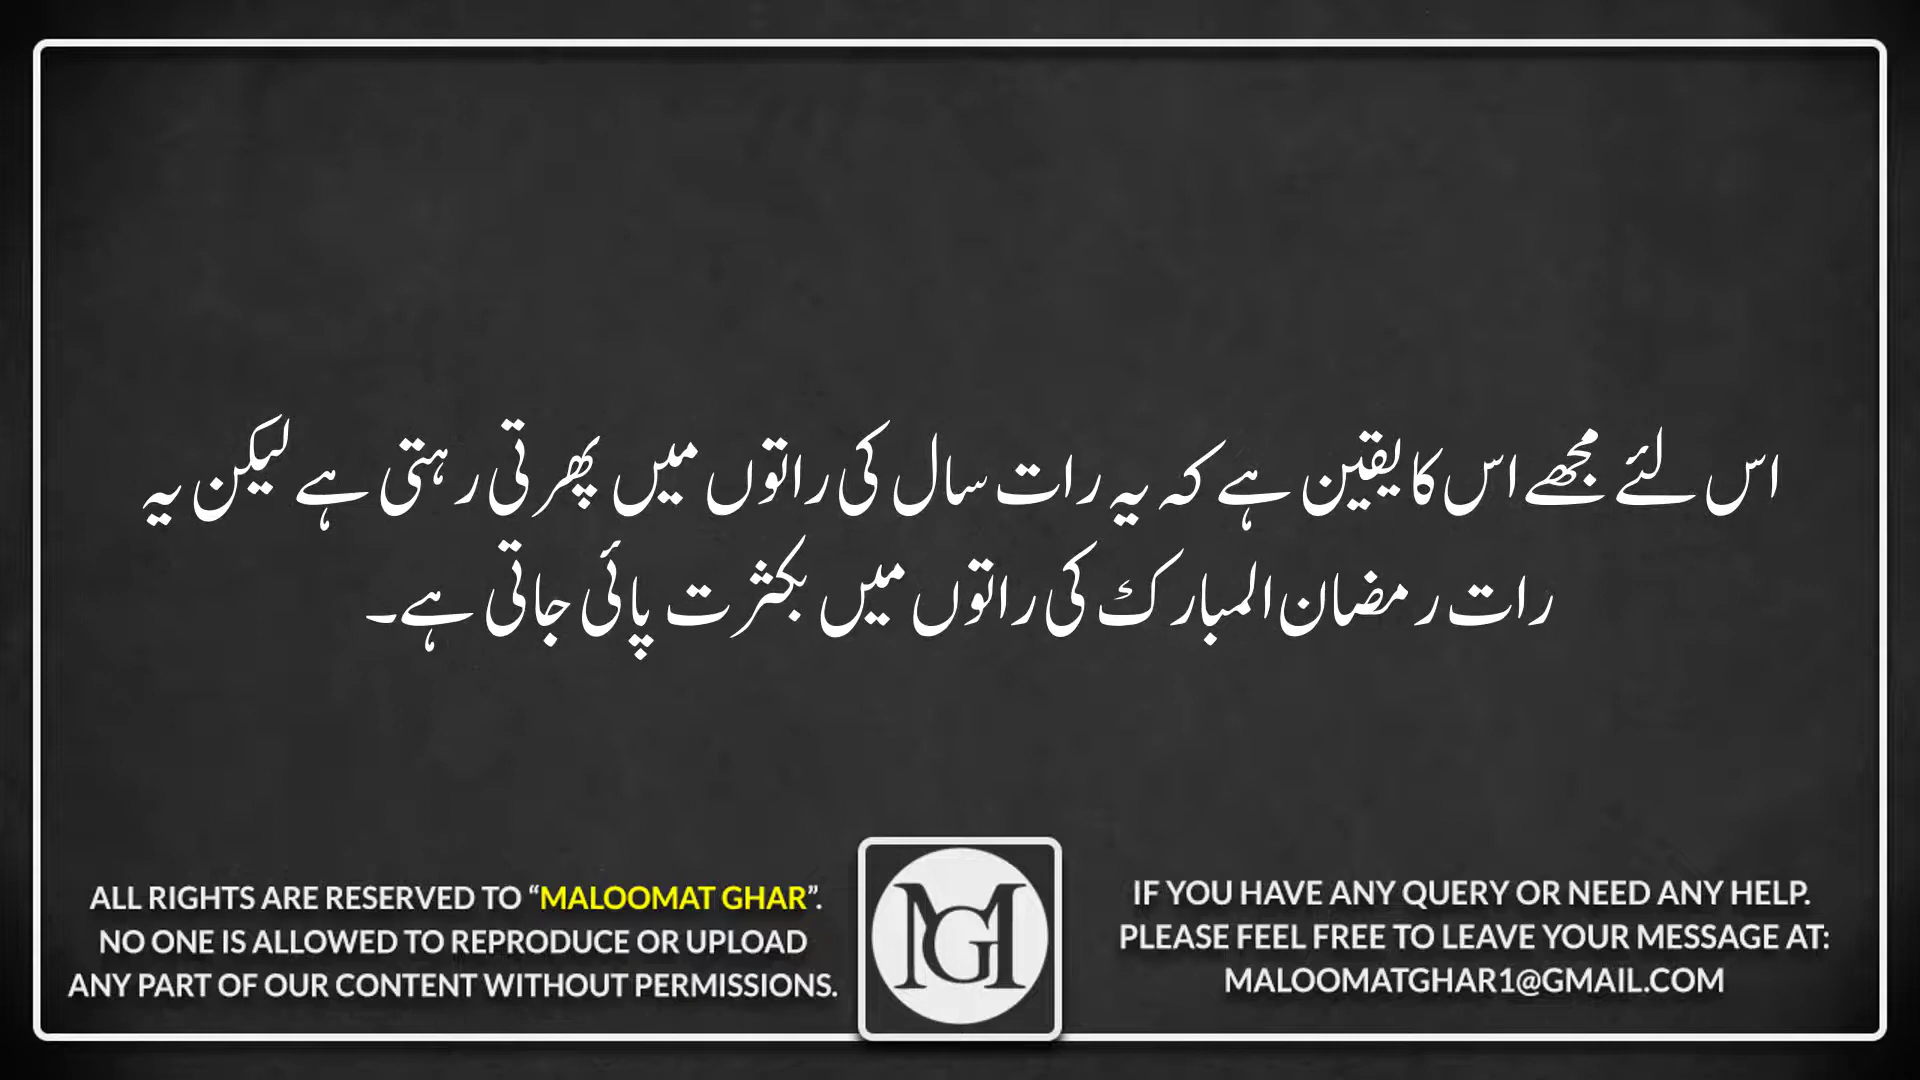 اس لئے مجھے اس کا یقین ہے کہ یہ رات سال کی راتوں میں پھرتی رہتی ہے لیکن یہ
رات رمضان المبارک کی راتوں میں بکثرت پائی جاتی ہے۔
ALL RIGHTS ARE RESERVED TO “MALOOMAT GHAR”.
NO ONE IS ALLOWED TO REPRODUCE OR UPLOAD
ANY PART OF OUR CONTENT WITHOUT PERMISSIONS.
MG
IF YOU HAVE ANY QUERY OR NEED ANY HELP.
PLEASE FEEL FREE TO LEAVE YOUR MESSAGE AT:
MALOOMATGHAR1@GMAIL.COM